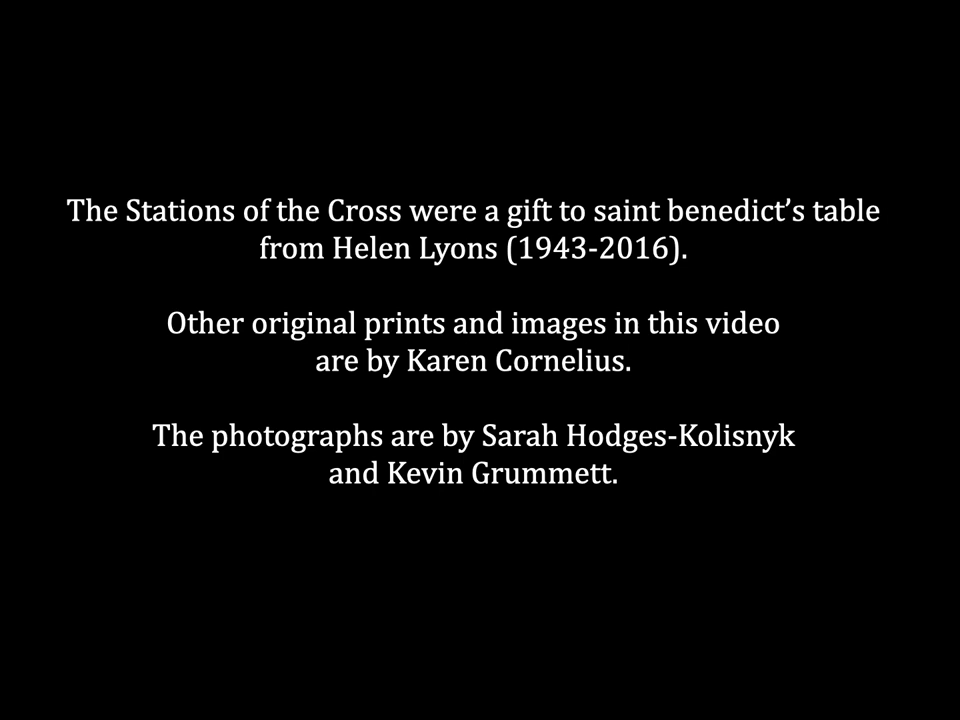 The Stations of the Cross were a gift to saint benedict’s table
from Helen Lyons (1943-2016).
Other original prints and images in this video
are by Karen Cornelius.
The photographs are by Sarah Hodges-Kolisnyk
and Kevin Grummett.